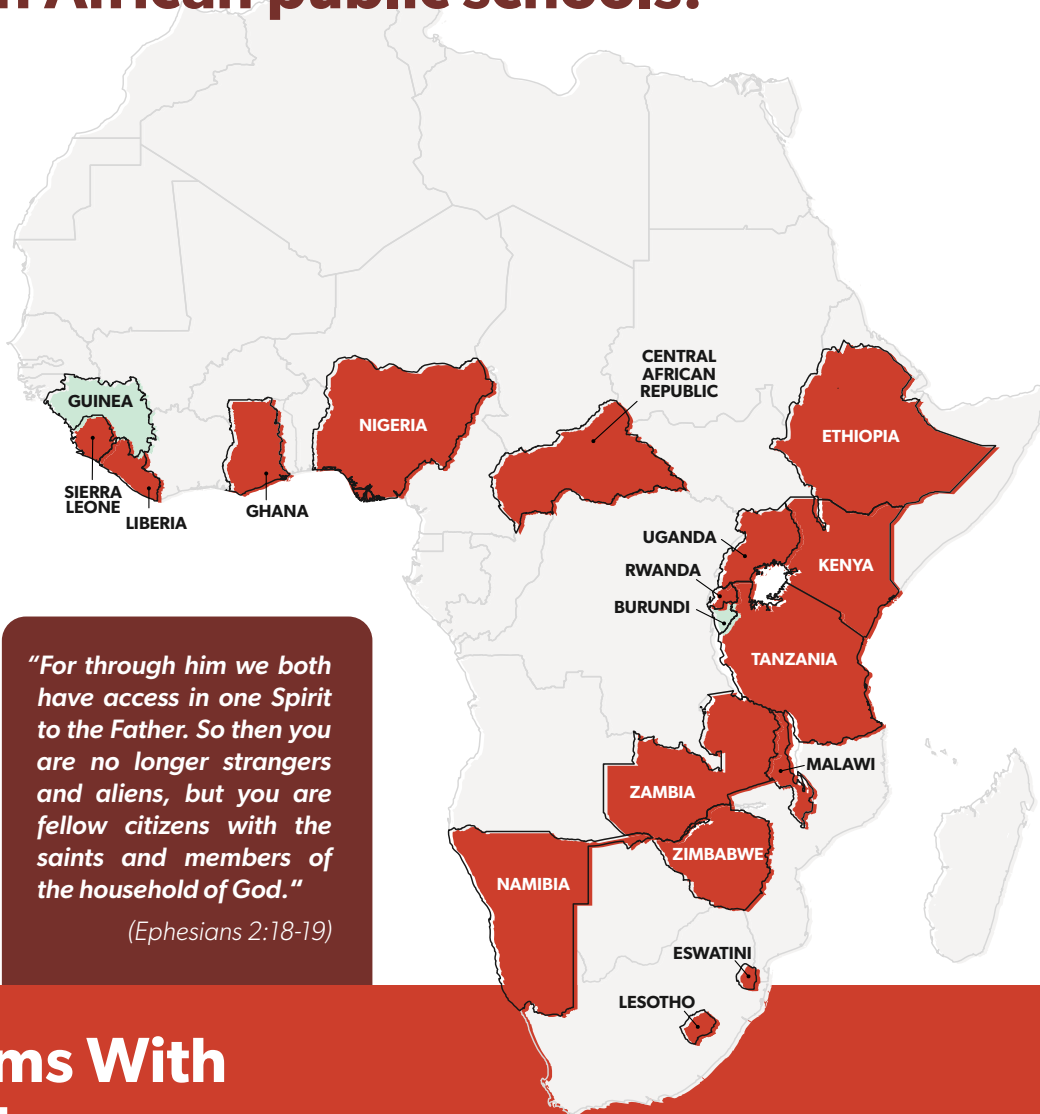 African public schools?
CENTRAL
AFRICAN
REPUBLIC
GUINEA
NIGERIA
ETHIOPIA
SIERRA
LEONE
LIBERIA
GHANA
UGANDA
KENYA
RWANDA
BURUNDI
TANZANIA
MALAWI
ZAMBIA
ZIMBABWE
NAMIBIA
ESWATINI
LESOTHO
“For through him we both
have access in one Spirit
to the Father. So then you
are no longer strangers
and aliens, but you are
fellow citizens with the
saints and members of
the household of God.“
(Ephesians 2:18-19)
ms With